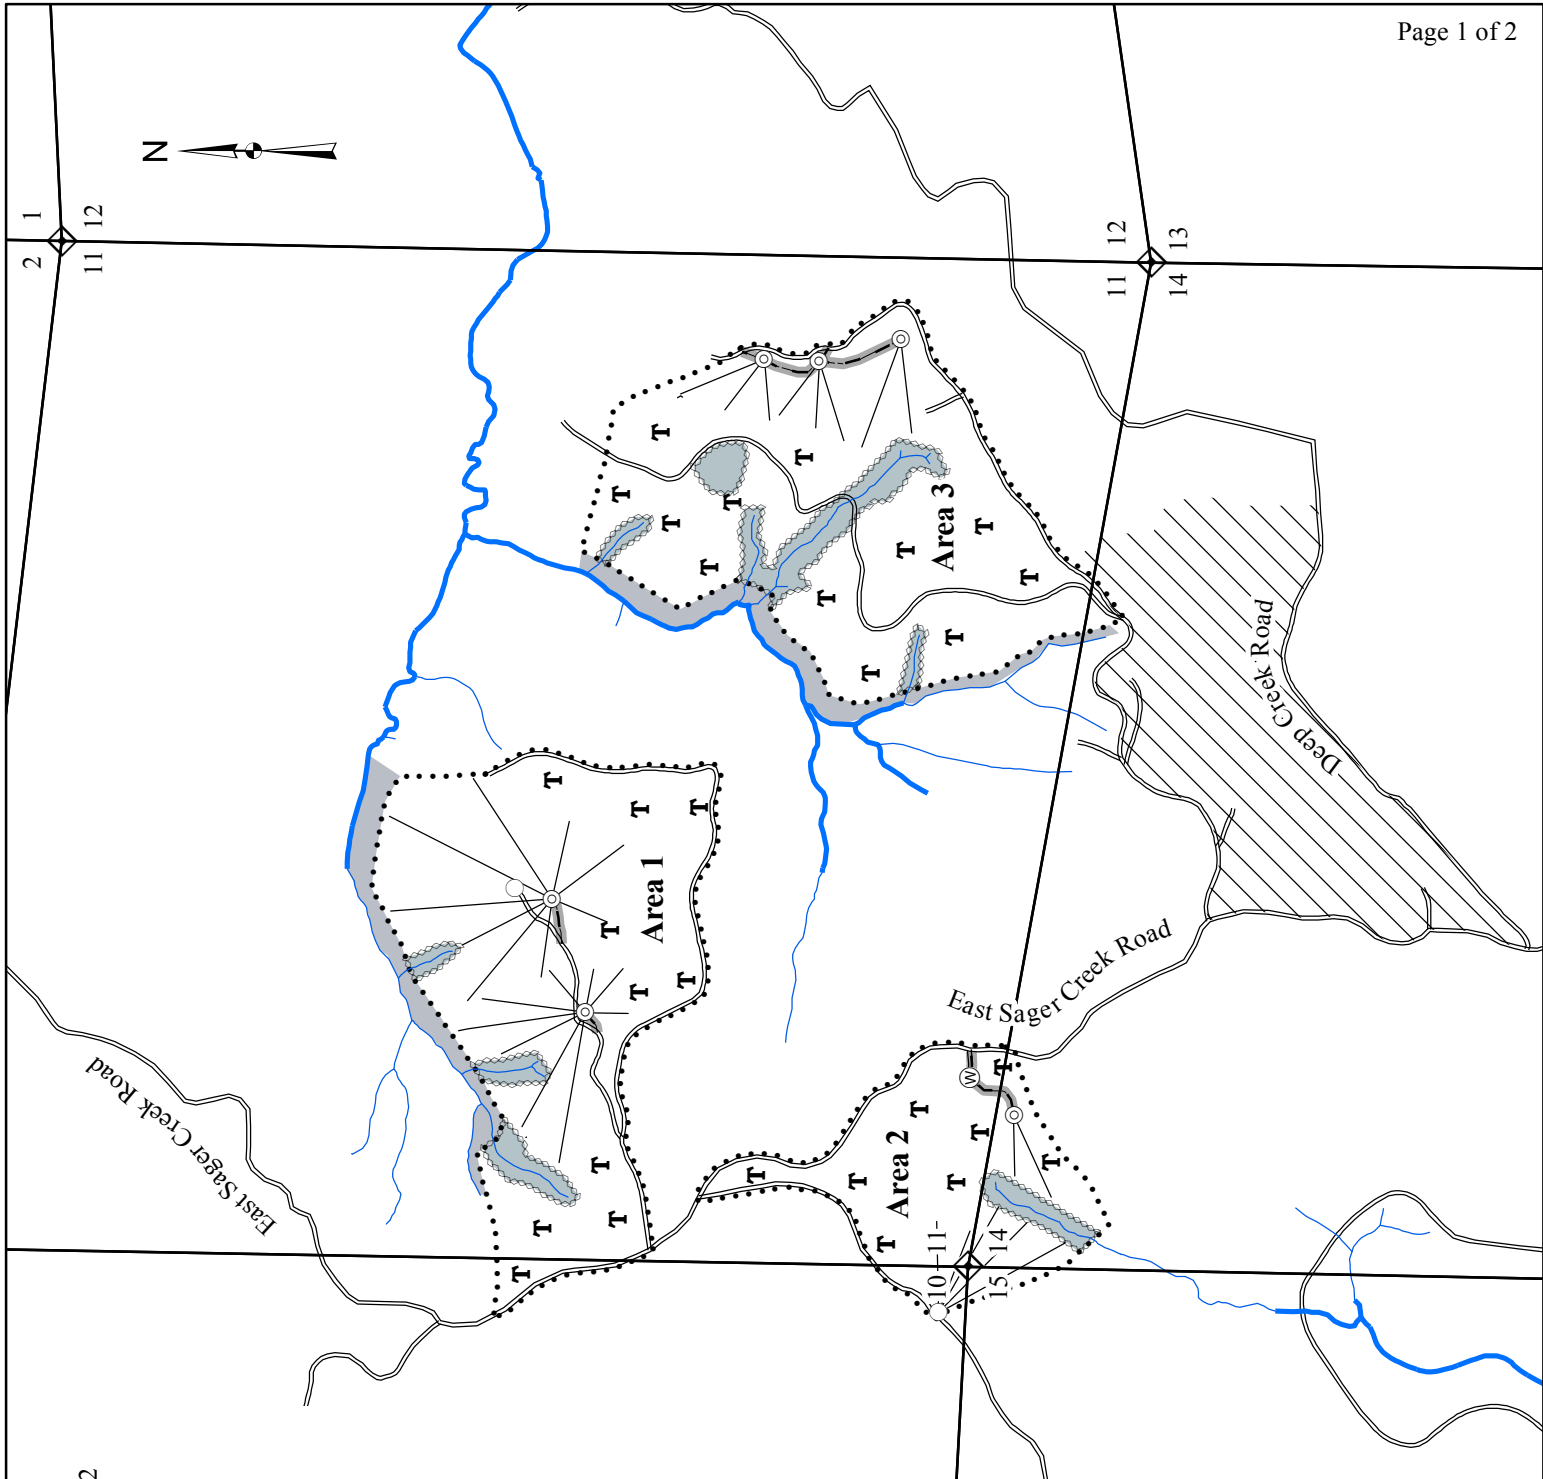 Page 1 of 2
N
2 1
11 12
11 12
14 13
Area 3
T T T T T T T T T T T T T
Deep Creek Road
Area 1
T T T T T T T T T T T
East Sager Creek Road
East Sager Creek Road
Area 2
W
T T T T T T T T
10 11
15 14
2